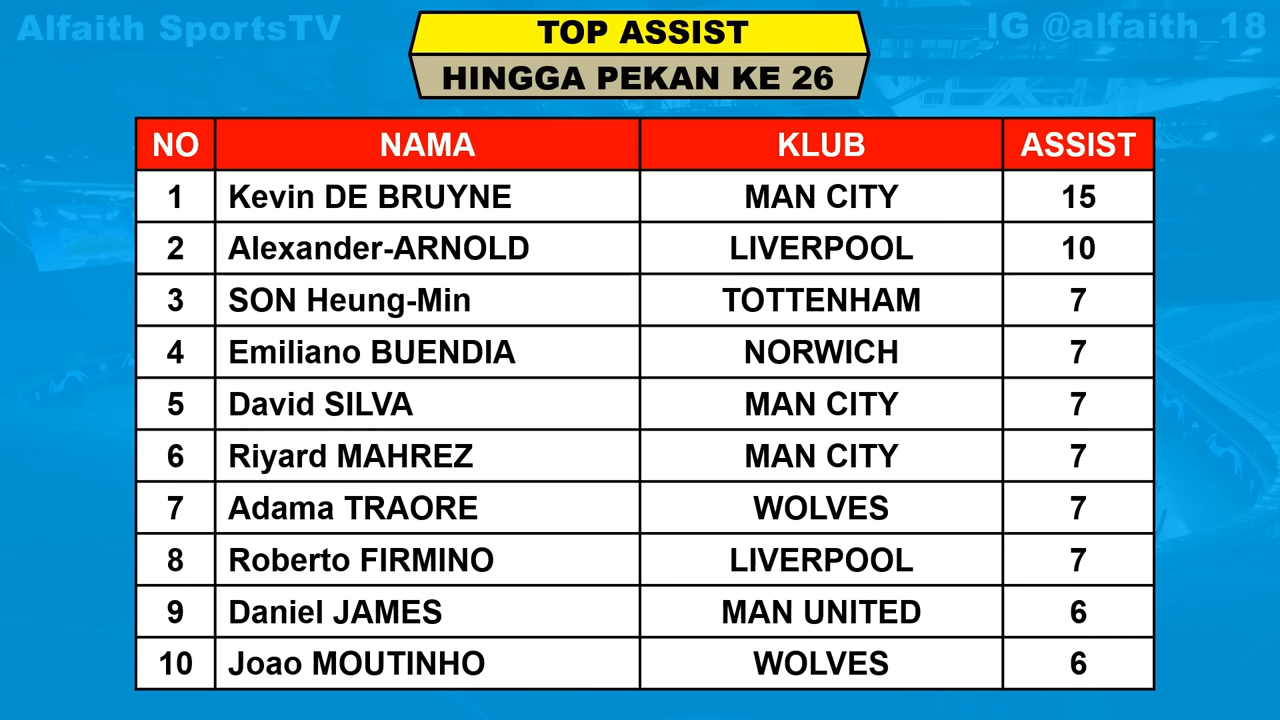 Alfaith SportsTV
IG @alfaith_18
TOP ASSIST
HINGGA PEKAN KE 26
NO NAMA KLUB ASSIST
1 Kevin DE BRUYNE MAN CITY 15
2 Alexander-ARNOLD LIVERPOOL 10
3 SON Heung-Min TOTTENHAM 7
4 Emiliano BUENDIA NORWICH 7
5 David SILVA MAN CITY 7
6 Riyard MAHREZ MAN CITY 7
7 Adama TRAORE WOLVES 7
8 Roberto FIRMINO LIVERPOOL 7
9 Daniel JAMES MAN UNITED 6
10 Joao MOUTINHO WOLVES 6